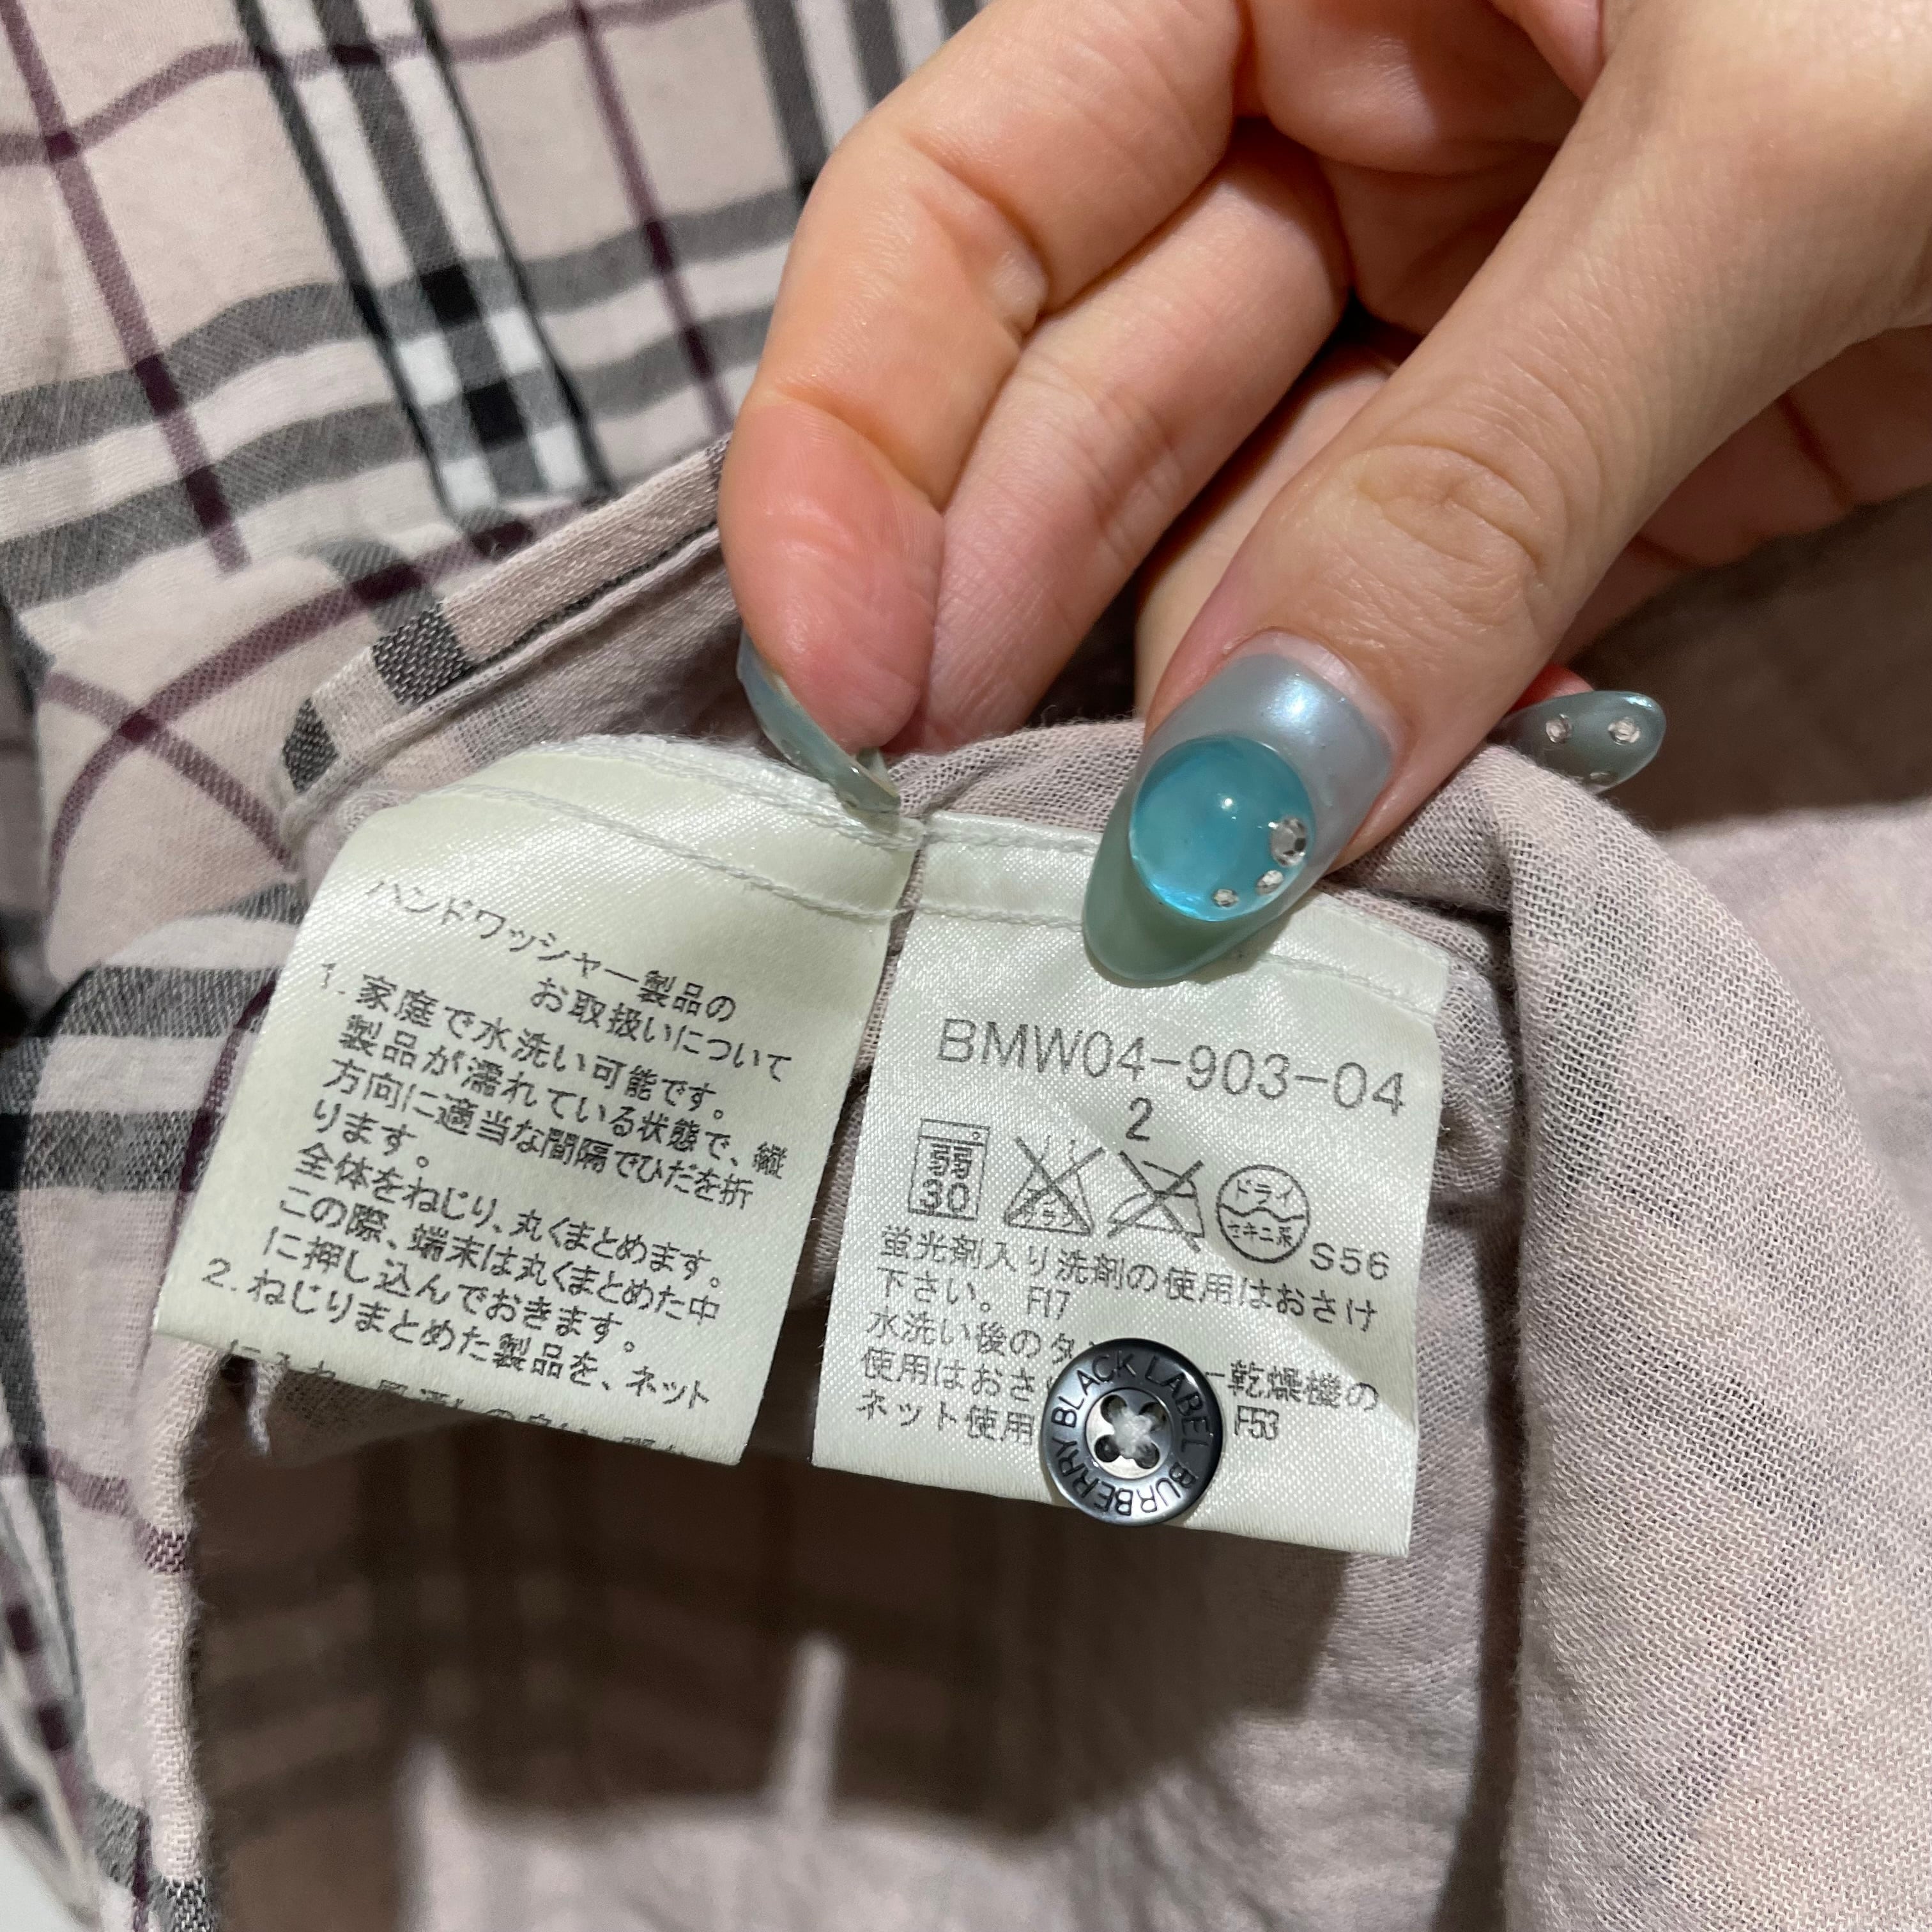 ハンドワッシャー製品の
お取扱いについて
1. 家庭で水洗い可能です。
製品が濡れている状態で、縦
方向に適当な間隔でひだを折
ります。
全体をねじり、丸くまとめます。
この際、端末は丸くまとめた中
に押し込んでおきます。
2. ねじりまとめた製品を、ネット
BMW04-903-04
2
弱
30
ドライ
セキユ系
S56
蛍光剤入り洗剤の使用はおさけ
下さい。 F17
水洗い後のタ
ー乾燥機の
使用はおさ
ネット使用
F53
BURBERRY BLACK LABEL